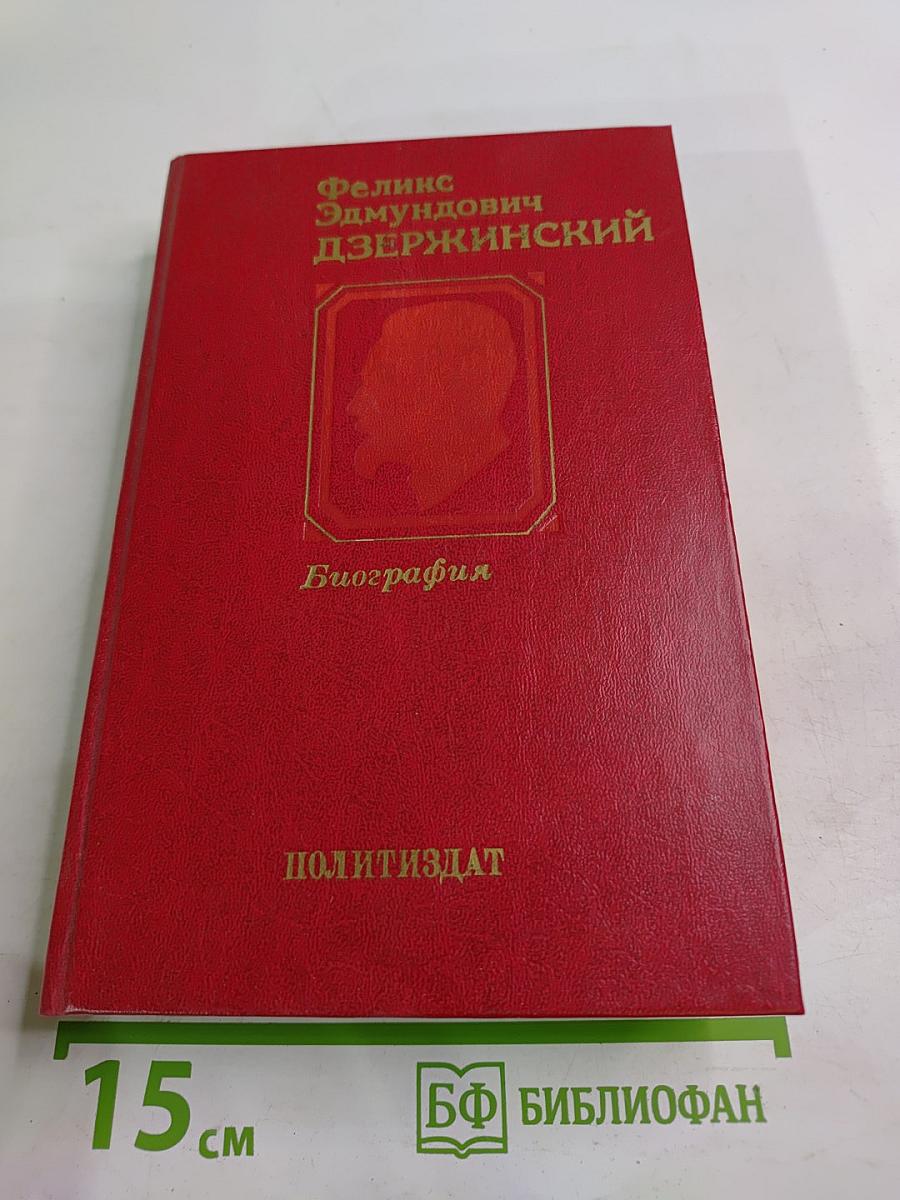 Феликс
Эдмундович
ДЗЕРЖИНСКИЙ
Биография
ПОЛИТИЗДАТ
15 см
БФ БИБЛИОФАН